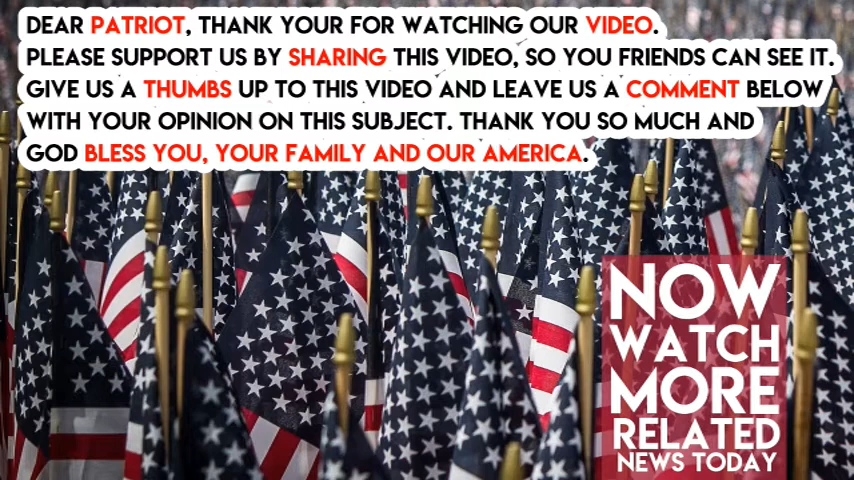 DEAR PATRIOT, THANK YOUR FOR WATCHING OUR VIDEO.
PLEASE SUPPORT US BY SHARING THIS VIDEO, SO YOU FRIENDS CAN SEE IT.
GIVE US A THUMBS UP TO THIS VIDEO AND LEAVE US A COMMENT BELOW
WITH YOUR OPINION ON THIS SUBJECT. THANK YOU SO MUCH AND
GOD BLESS YOU, YOUR FAMILY AND OUR AMERICA.
NOW
WATCH
MORE
RELATED
NEWS TODAY